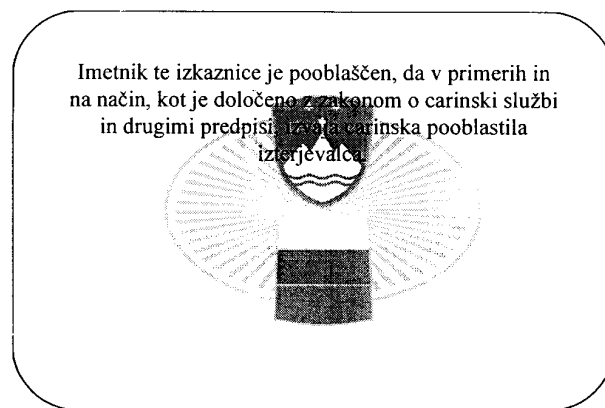 Imetnik te izkaznice je pooblaščen, da v primerih in
na način, kot je določeno z zakonom o carinski službi
in drugimi predpisi, izvaja carinska pooblastila
izterjevalca.